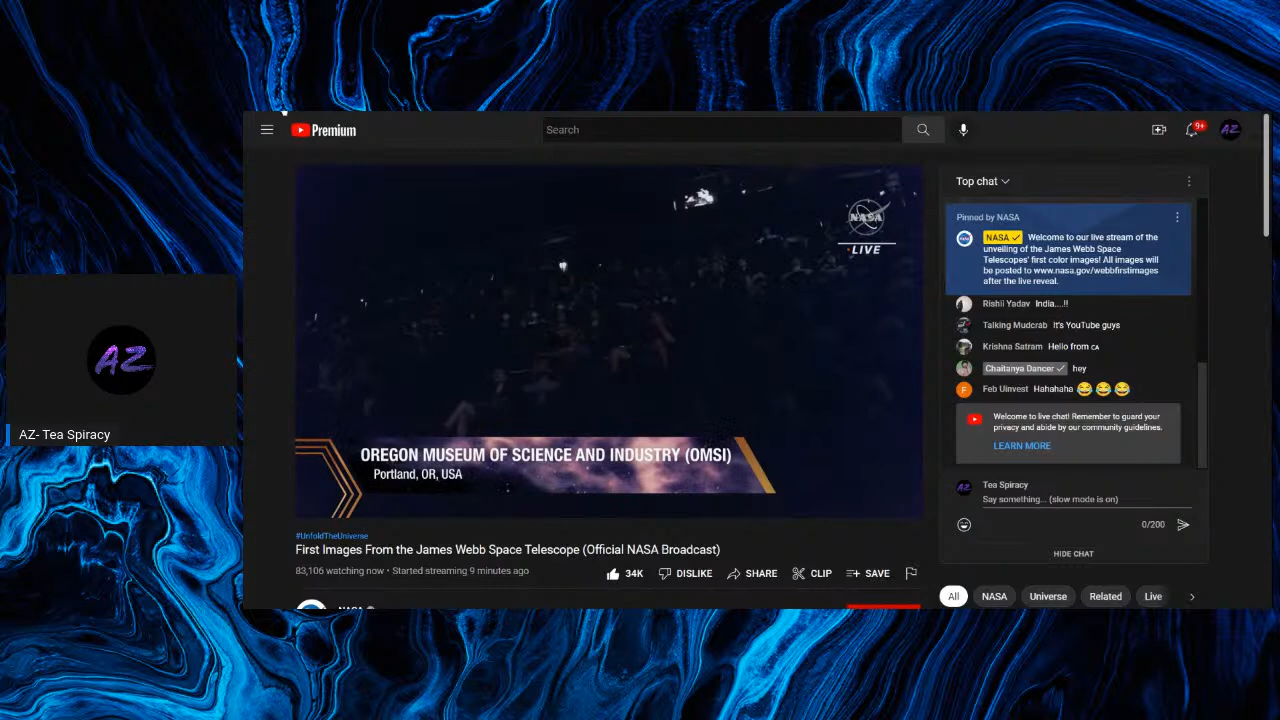 Premium
Search
9+
AZ
NASA
LIVE
OREGON MUSEUM OF SCIENCE AND INDUSTRY (OMSI)
Portland, OR, USA
#UnfoldTheUniverse
First Images From the James Webb Space Telescope (Official NASA Broadcast)
83,106 watching now • Started streaming 9 minutes ago
34K
DISLIKE
SHARE
CLIP
SAVE
NASA
Top chat
Pinned by NASA
NASA Welcome to our live stream of the
unveiling of the James Webb Space
Telescopes' first color images! All images will
be posted to www.nasa.gov/webbfirstimages
after the live reveal.
Rishii Yadav India....!!
Talking Mudcrab It's YouTube guys
Krishna Satram Hello from CA
Chaitanya Dancer hey
F Feb Uinvest Hahahaha 😂😂😂
Welcome to live chat! Remember to guard your
privacy and abide by our community guidelines.
LEARN MORE
AZ Tea Spiracy
Say something... (slow mode is on)
0/200
HIDE CHAT
All NASA Universe Related Live
AZ
AZ- Tea Spiracy